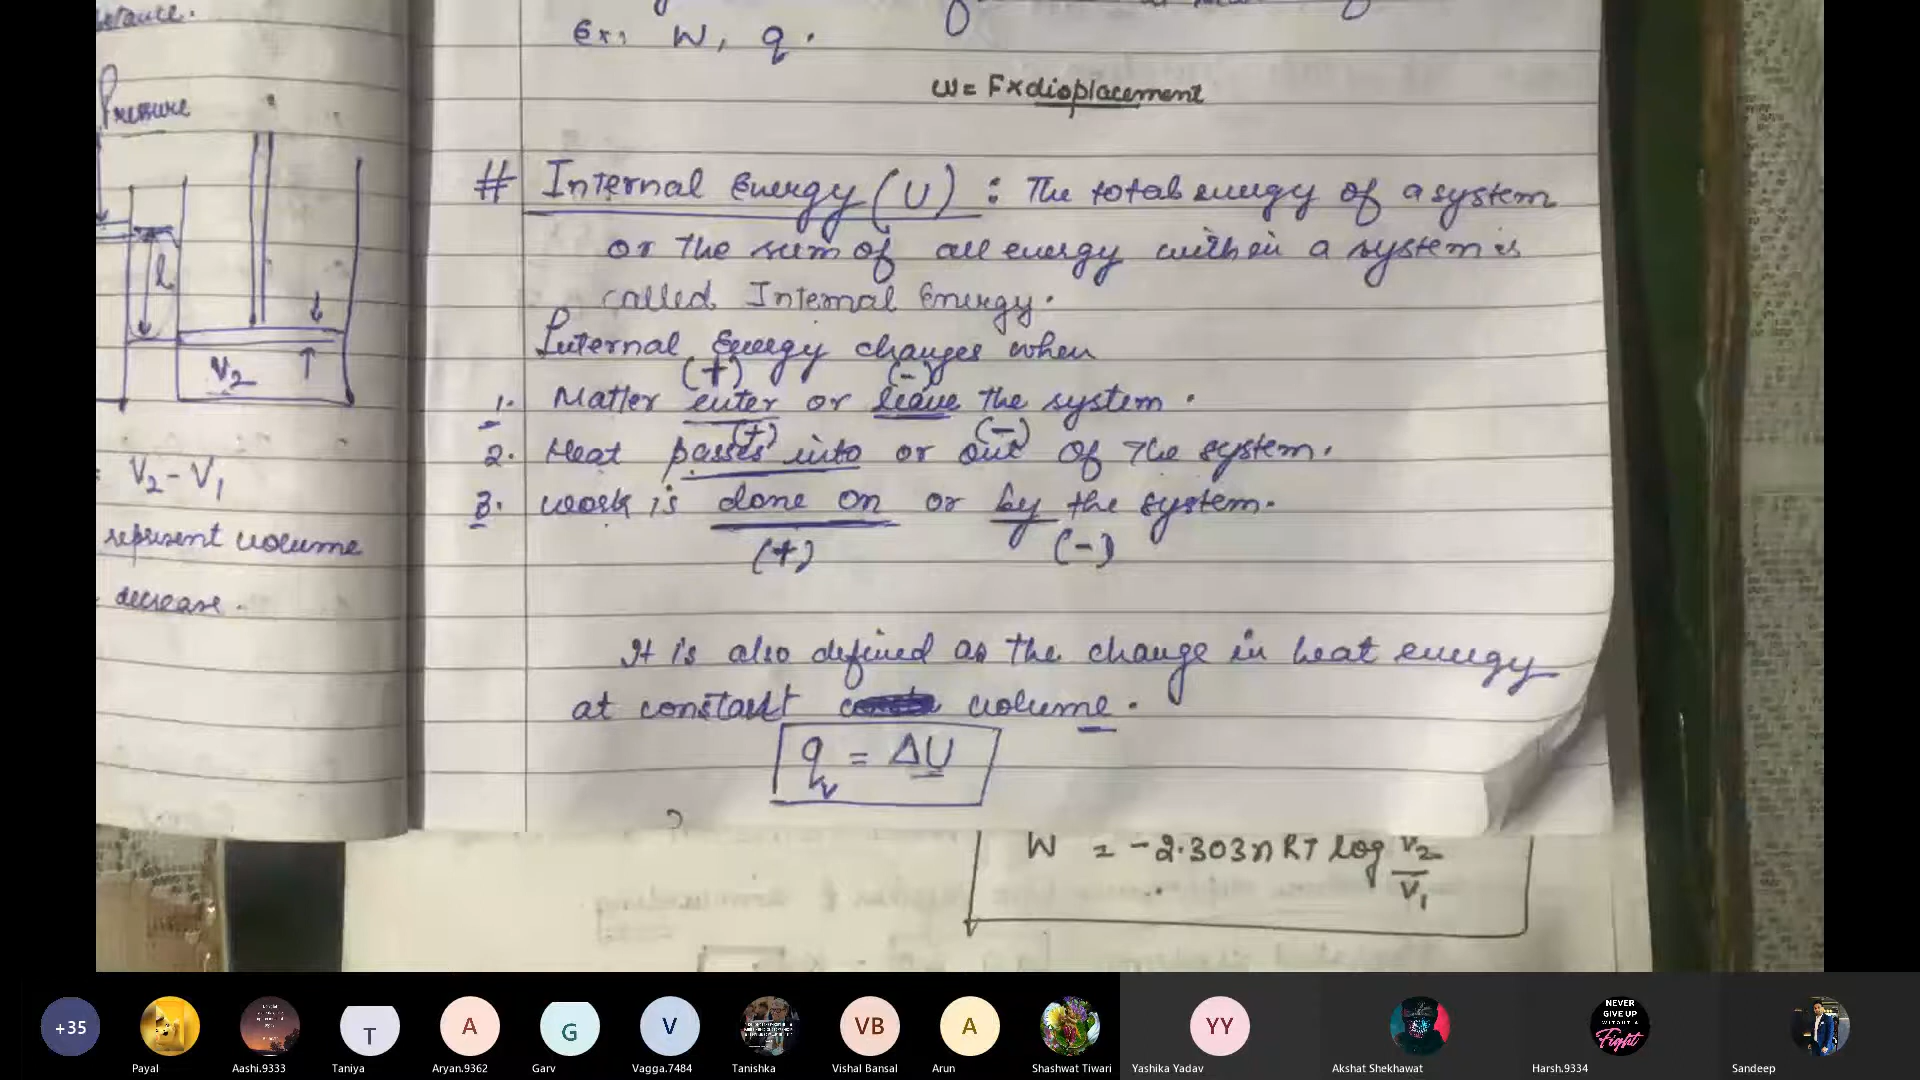 Pressure
l
V2
V2 - V1
represent volume
decrease.
Ex: W, q.
W = F x displacement
# Internal Energy (U) : The total energy of a system
or the sum of all energy within a system is
called Internal Energy.
Internal Energy changes when
(+) (-)
1. Matter enter or leave the system.
(+) (-)
2. Heat passes into or out of the system.
3. work is done on or by the system.
(+) (-)
It is also defined as the change in heat energy
at constant volume.
qv = ΔU
W = -2.303nRT log V2
V1
+35
T
A
G
V
VB
A
YY
NEVER
GIVE UP
WITHOUT A
Fight
Payal
Aashi.9333
Taniya
Aryan.9362
Garv
Vagga.7484
Tanishka
Vishal Bansal
Arun
Shashwat Tiwari
Yashika Yadav
Akshat Shekhawat
Harsh.9334
Sandeep